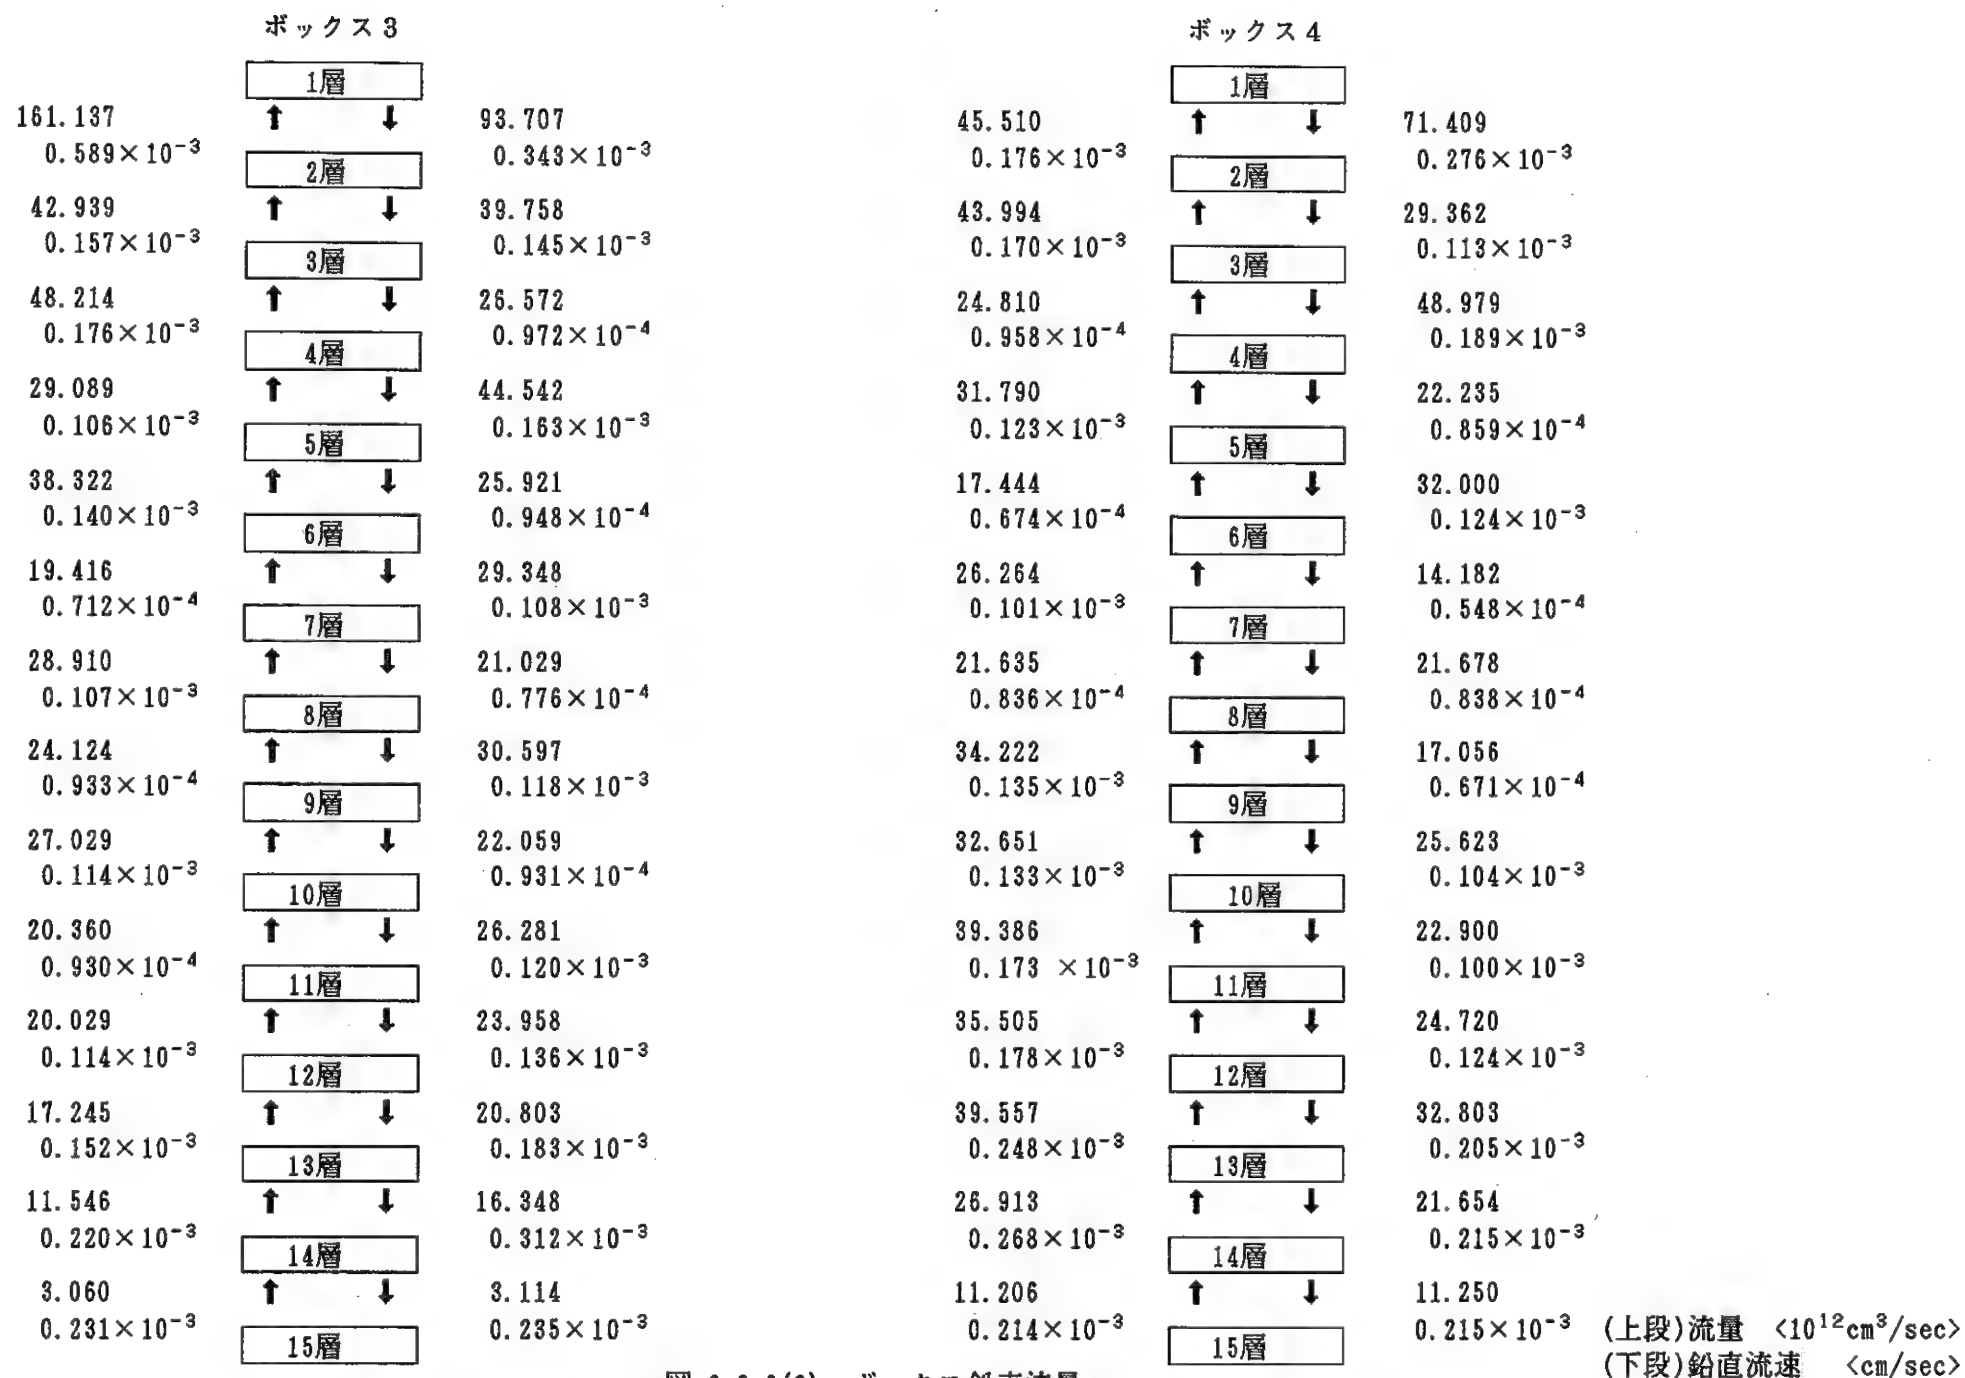 ボックス3
1層
161.137 ↑ ↓ 93.707
0.589×10⁻³ 0.343×10⁻³
2層
42.939 ↑ ↓ 39.758
0.157×10⁻³ 0.145×10⁻³
3層
48.214 ↑ ↓ 26.572
0.176×10⁻³ 0.972×10⁻⁴
4層
29.089 ↑ ↓ 44.542
0.106×10⁻³ 0.163×10⁻³
5層
38.322 ↑ ↓ 25.921
0.140×10⁻³ 0.948×10⁻⁴
6層
19.416 ↑ ↓ 29.348
0.712×10⁻⁴ 0.108×10⁻³
7層
28.910 ↑ ↓ 21.029
0.107×10⁻³ 0.776×10⁻⁴
8層
24.124 ↑ ↓ 30.597
0.933×10⁻⁴ 0.118×10⁻³
9層
27.029 ↑ ↓ 22.059
0.114×10⁻³ 0.931×10⁻⁴
10層
20.360 ↑ ↓ 26.281
0.930×10⁻⁴ 0.120×10⁻³
11層
20.029 ↑ ↓ 23.958
0.114×10⁻³ 0.136×10⁻³
12層
17.245 ↑ ↓ 20.803
0.152×10⁻³ 0.183×10⁻³
13層
11.546 ↑ ↓ 16.348
0.220×10⁻³ 0.312×10⁻³
14層
3.060 ↑ ↓ 3.114
0.231×10⁻³ 0.235×10⁻³
15層
ボックス4
1層
45.510 ↑ ↓ 71.409
0.176×10⁻³ 0.276×10⁻³
2層
43.994 ↑ ↓ 29.362
0.170×10⁻³ 0.113×10⁻³
3層
24.810 ↑ ↓ 48.979
0.958×10⁻⁴ 0.189×10⁻³
4層
31.790 ↑ ↓ 22.235
0.123×10⁻³ 0.859×10⁻⁴
5層
17.444 ↑ ↓ 32.000
0.674×10⁻⁴ 0.124×10⁻³
6層
26.264 ↑ ↓ 14.182
0.101×10⁻³ 0.548×10⁻⁴
7層
21.635 ↑ ↓ 21.678
0.836×10⁻⁴ 0.838×10⁻⁴
8層
34.222 ↑ ↓ 17.056
0.135×10⁻³ 0.671×10⁻⁴
9層
32.651 ↑ ↓ 25.623
0.133×10⁻³ 0.104×10⁻³
10層
39.386 ↑ ↓ 22.900
0.173 ×10⁻³ 0.100×10⁻³
11層
35.505 ↑ ↓ 24.720
0.178×10⁻³ 0.124×10⁻³
12層
39.557 ↑ ↓ 32.803
0.248×10⁻³ 0.205×10⁻³
13層
26.913 ↑ ↓ 21.654
0.268×10⁻³ 0.215×10⁻³
14層
11.206 ↑ ↓ 11.250
0.214×10⁻³ 0.215×10⁻³
15層
(上段)流量 <10¹²cm³/sec>
(下段)鉛直流速 <cm/sec>